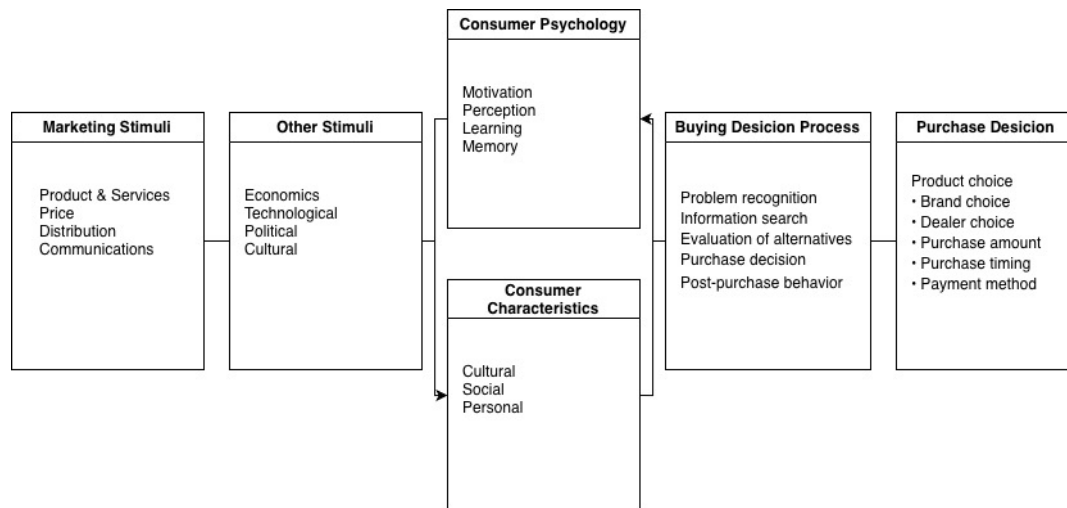 Marketing Stimuli
Product & Services
Price
Distribution
Communications
Other Stimuli
Economics
Technological
Political
Cultural
Consumer Psychology
Motivation
Perception
Learning
Memory
Consumer
Characteristics
Cultural
Social
Personal
Buying Desicion Process
Problem recognition
Information search
Evaluation of alternatives
Purchase decision
Post-purchase behavior
Purchase Desicion
Product choice
• Brand choice
• Dealer choice
• Purchase amount
• Purchase timing
• Payment method